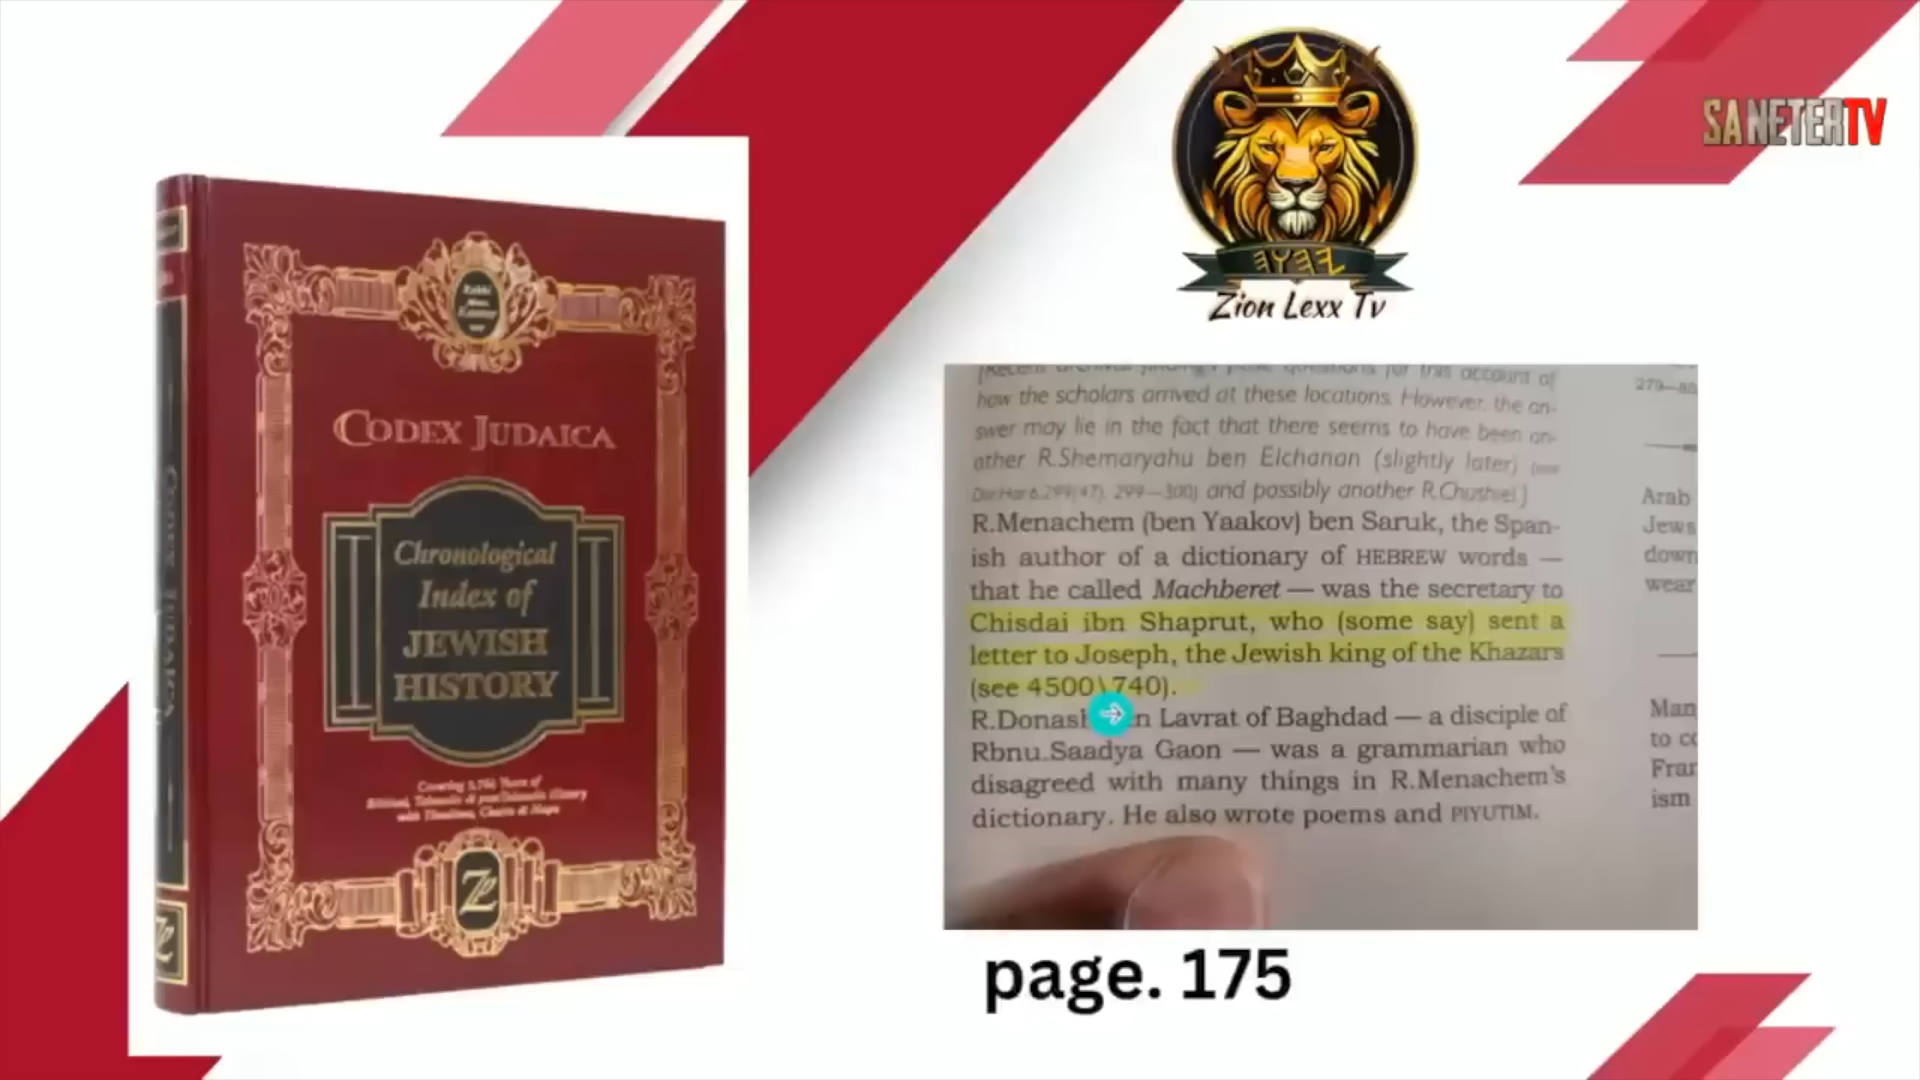 SANETERTV
Zion Lexx Tv
CODEX JUDAICA
Chronological
Index of
JEWISH
HISTORY
Z
how the scholars arrived at these locations. However, the an-
swer may lie in the fact that there seems to have been an-
other R.Shemaryahu ben Elchanan (slightly later)
and possibly another R.Chushiel]
R.Menachem (ben Yaakov) ben Saruk, the Span-
ish author of a dictionary of HEBREW words —
that he called Machberet — was the secretary to
Chisdai ibn Shaprut, who (some say) sent a
letter to Joseph, the Jewish king of the Khazars
(see 4500\740).
Lavrat of Baghdad — a disciple of
Rbnu.Saadya Gaon — was a grammarian who
disagreed with many things in R.Menachem's
dictionary. He also wrote poems and PIYUTIM.
Arab
Jews
down
wear
page. 175